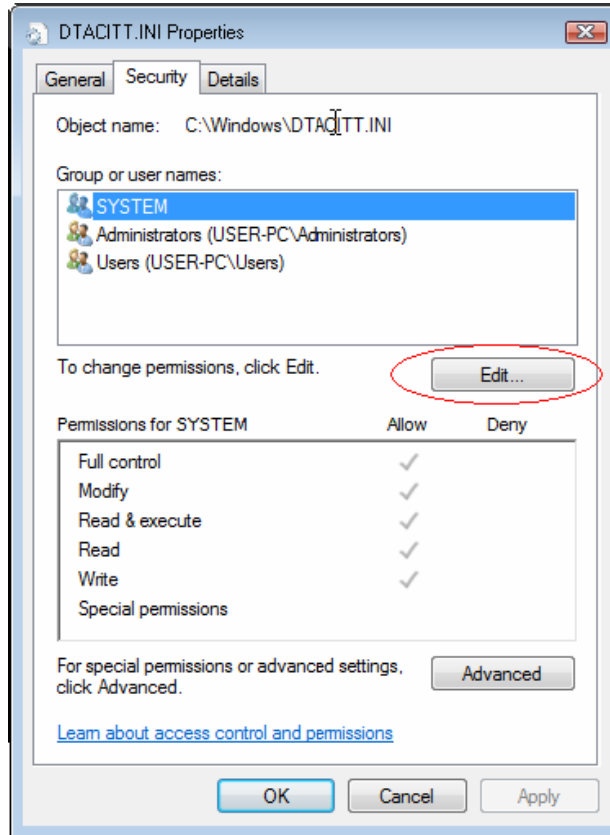 DTACITT.INI Properties
General Security Details
Object name: C:\Windows\DTACITT.INI
Group or user names:
SYSTEM
Administrators (USER-PC\Administrators)
Users (USER-PC\Users)
To change permissions, click Edit.
Edit...
Permissions for SYSTEM Allow Deny
Full control
Modify
Read & execute
Read
Write
Special permissions
For special permissions or advanced settings,
click Advanced.
Advanced
Learn about access control and permissions
OK Cancel Apply